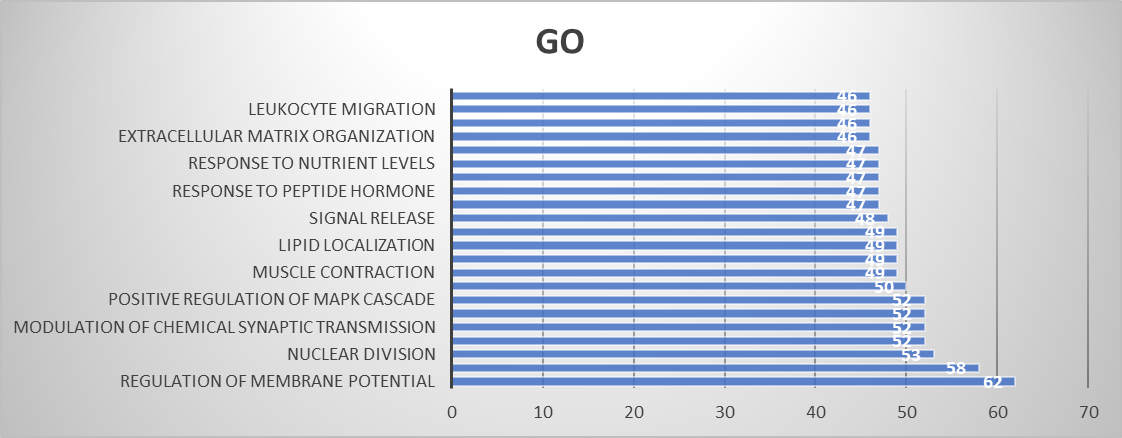 GO
46
LEUKOCYTE MIGRATION 46
46
EXTRACELLULAR MATRIX ORGANIZATION 46
47
RESPONSE TO NUTRIENT LEVELS 47
47
RESPONSE TO PEPTIDE HORMONE 47
47
SIGNAL RELEASE 48
49
LIPID LOCALIZATION 49
49
MUSCLE CONTRACTION 49
50
POSITIVE REGULATION OF MAPK CASCADE 52
52
MODULATION OF CHEMICAL SYNAPTIC TRANSMISSION 52
52
NUCLEAR DIVISION 53
58
REGULATION OF MEMBRANE POTENTIAL 62
0 10 20 30 40 50 60 70